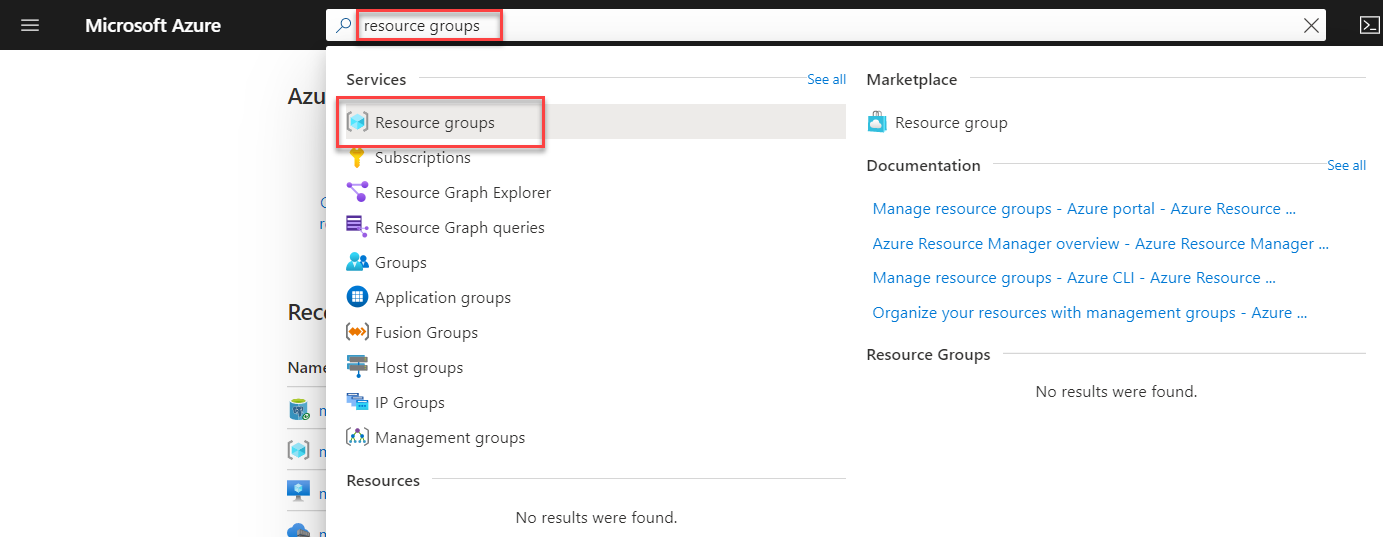 Microsoft Azure
resource groups
Services
See all
Resource groups
Subscriptions
Resource Graph Explorer
Resource Graph queries
Groups
Application groups
Fusion Groups
Host groups
IP Groups
Management groups
Resources
No results were found.
Marketplace
Resource group
Documentation
See all
Manage resource groups - Azure portal - Azure Resource ...
Azure Resource Manager overview - Azure Resource Manager ...
Manage resource groups - Azure CLI - Azure Resource ...
Organize your resources with management groups - Azure ...
Resource Groups
No results were found.
Azu
Rec
Name